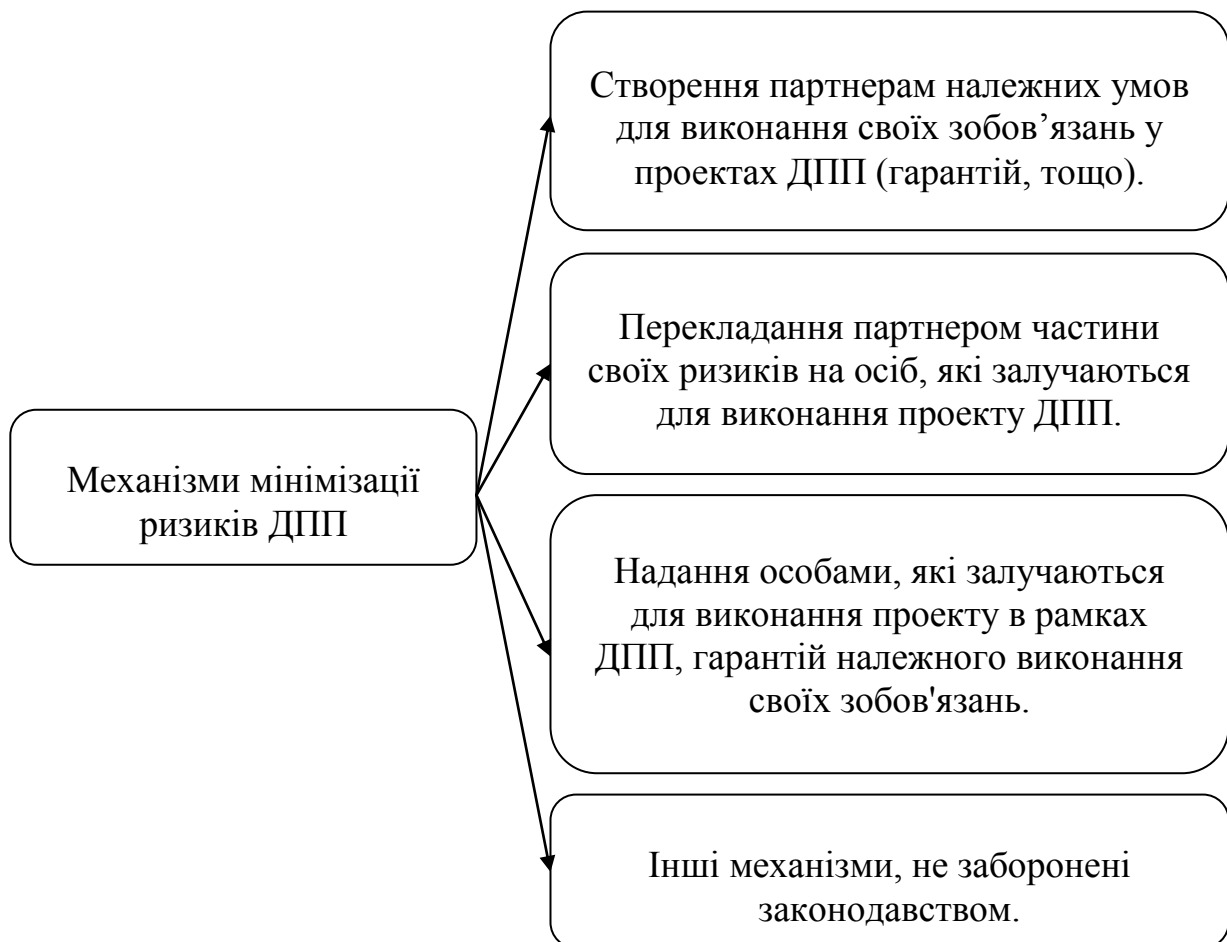 Створення партнерам належних умов
для виконання своїх зобов’язань у
проектах ДПП (гарантій, тощо).
Перекладання партнером частини
своїх ризиків на осіб, які залучаються
для виконання проекту ДПП.
Механізми мінімізації
ризиків ДПП
Надання особами, які залучаються
для виконання проекту в рамках
ДПП, гарантій належного виконання
своїх зобов'язань.
Інші механізми, не заборонені
законодавством.